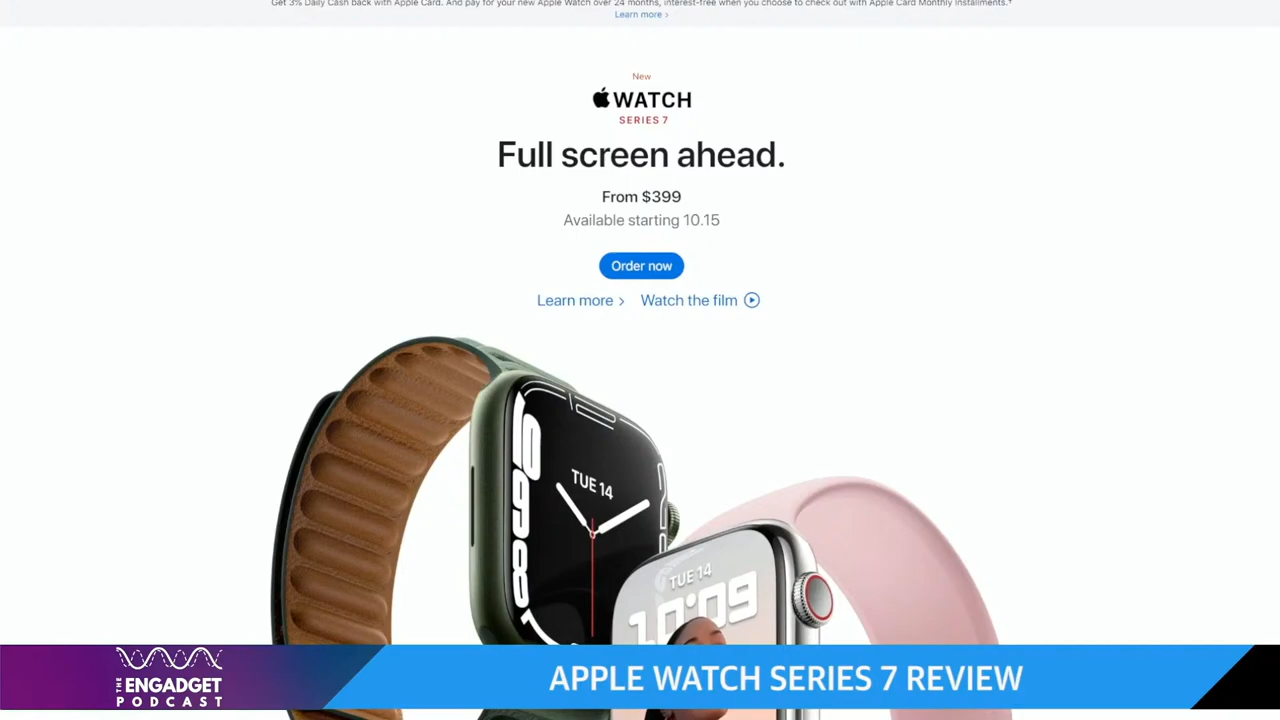 Get 3% Daily Cash back with Apple Card. And pay for your new Apple Watch over 24 months, interest-free when you choose to check out with Apple Card Monthly Installments.⁺
Learn more >
New
WATCH
SERIES 7
Full screen ahead.
From $399
Available starting 10.15
Order now
Learn more >
Watch the film
TUE 14
TUE 14
10:09
THE ENGADGET PODCAST
APPLE WATCH SERIES 7 REVIEW